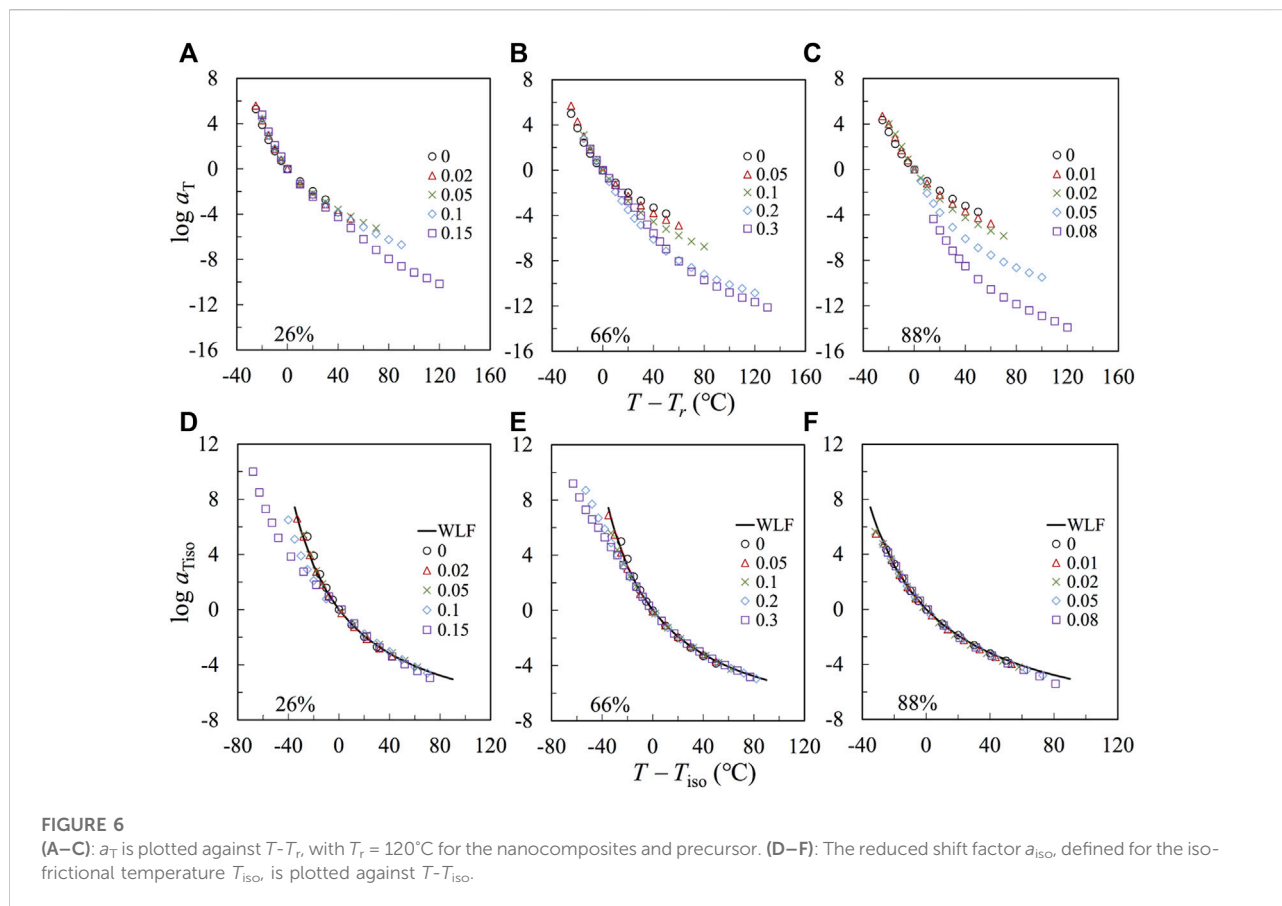 A
B
C
8
4
0
-4
-8
-12
-16
log aT
0
0.02
0.05
0.1
0.15
26%
0
0.05
0.1
0.2
0.3
66%
0
0.01
0.02
0.05
0.08
88%
-40 0 40 80 120 160
-40 0 40 80 120 160
-40 0 40 80 120 160
T − Tr (°C)
D
E
F
12
8
4
0
-4
-8
log aTiso
WLF
0
0.02
0.05
0.1
0.15
26%
WLF
0
0.05
0.1
0.2
0.3
66%
WLF
0
0.01
0.02
0.05
0.08
88%
-80 -40 0 40 80 120
-80 -40 0 40 80 120
-40 0 40 80 120
T − Tiso (°C)
FIGURE 6
(A–C): aT is plotted against T-Tr, with Tr = 120°C for the nanocomposites and precursor. (D–F): The reduced shift factor aiso, defined for the iso-
frictional temperature Tiso, is plotted against T-Tiso.